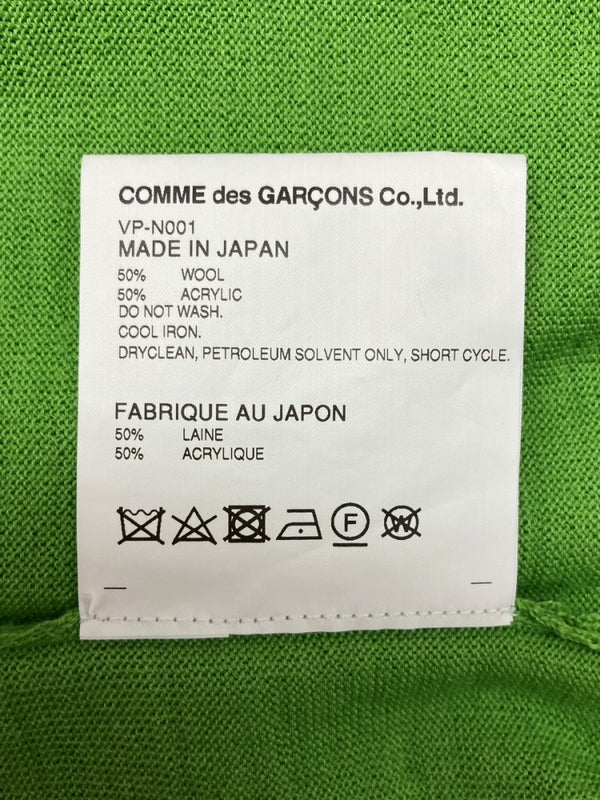 COMME des GARÇONS Co.,Ltd.
VP-N001
MADE IN JAPAN
50% WOOL
50% ACRYLIC
DO NOT WASH.
COOL IRON.
DRYCLEAN, PETROLEUM SOLVENT ONLY, SHORT CYCLE.
FABRIQUE AU JAPON
50% LAINE
50% ACRYLIQUE
F W